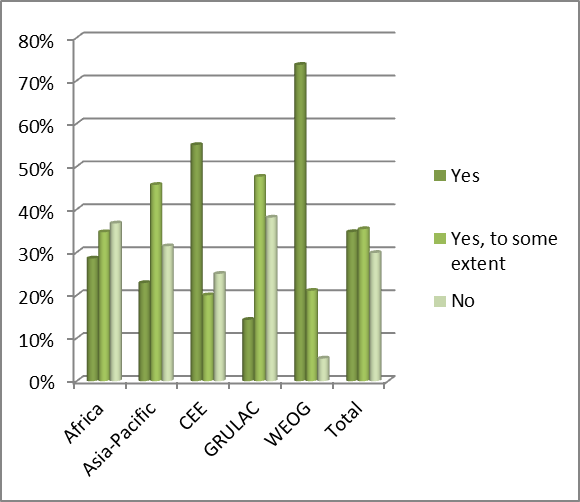 80%
70%
60%
50%
40%
30%
20%
10%
0%
Africa
Asia-Pacific
CEE
GRULAC
WEOG
Total
Yes
Yes, to some
extent
No